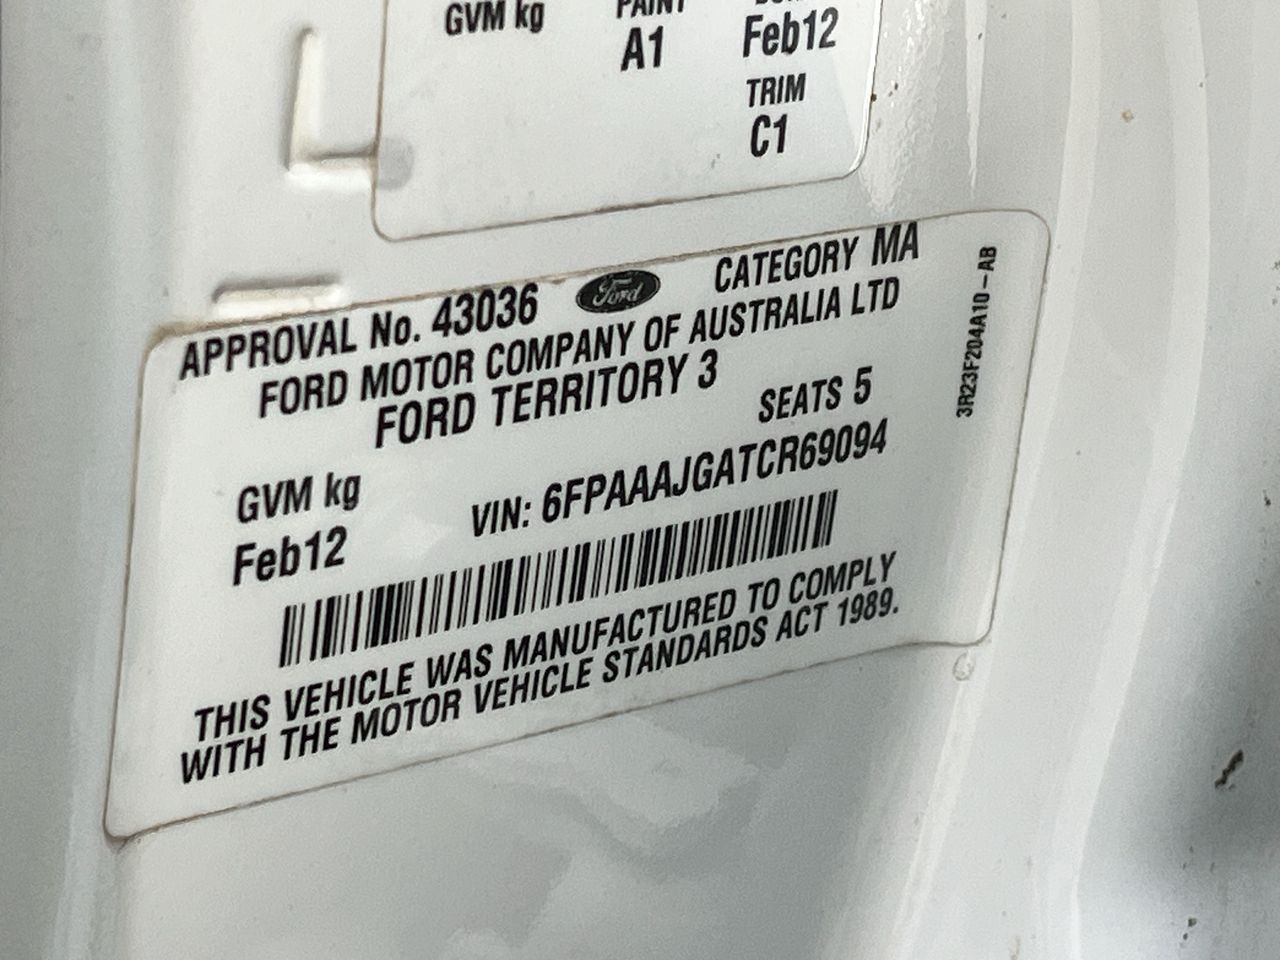 GVM kg
PAINT
A1
Feb12
TRIM
C1
APPROVAL No. 43036 Ford CATEGORY MA
FORD MOTOR COMPANY OF AUSTRALIA LTD
FORD TERRITORY 3
SEATS 5
GVM kg
VIN: 6FPAAAJGATCR69094
Feb12
THIS VEHICLE WAS MANUFACTURED TO COMPLY
WITH THE MOTOR VEHICLE STANDARDS ACT 1989.
3R23F204A10-AB